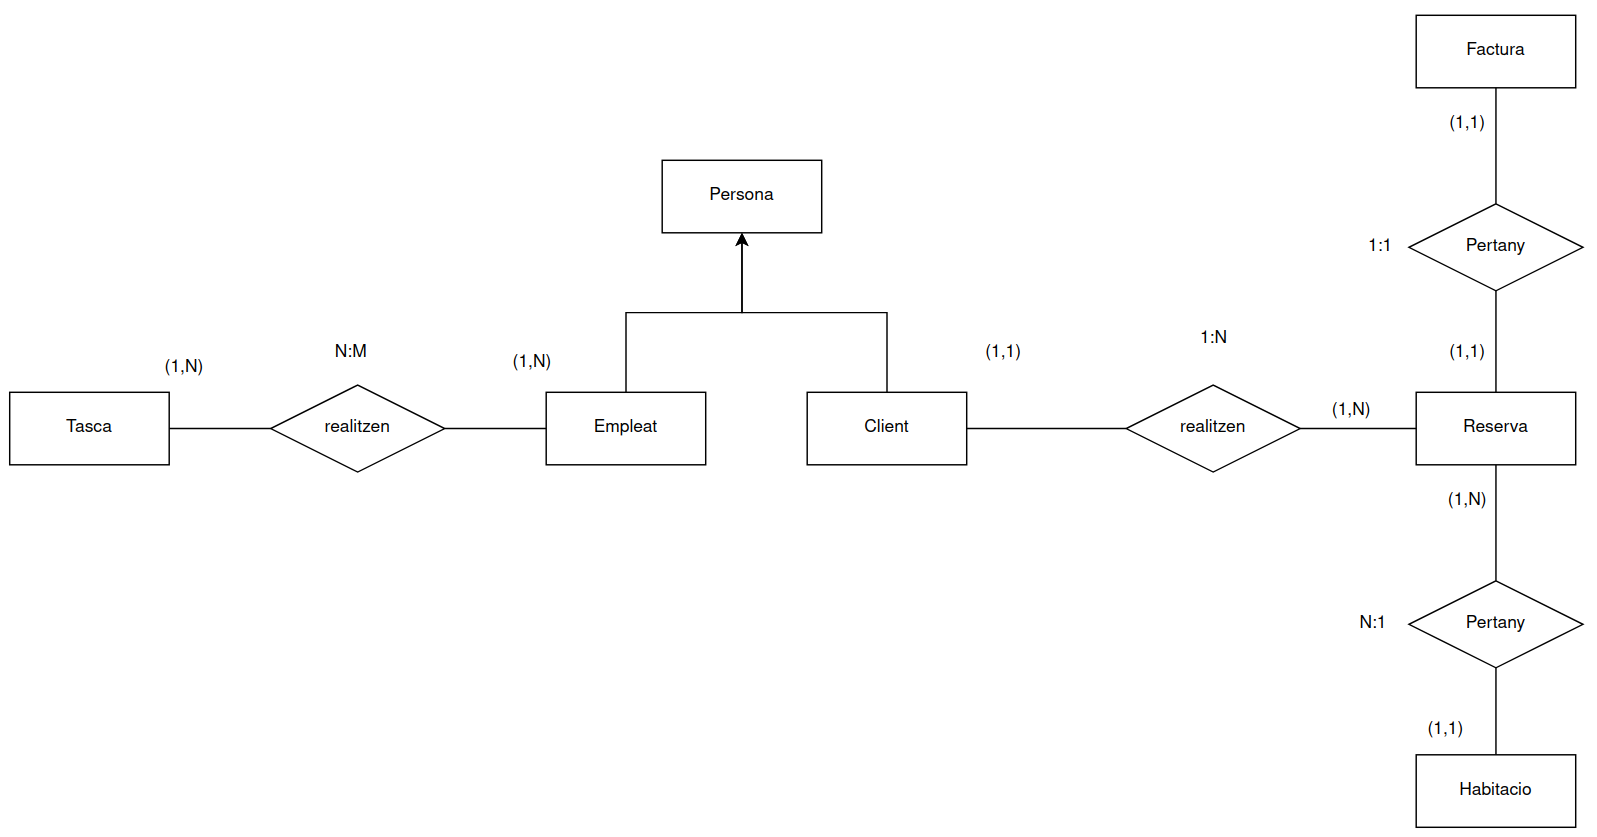 Factura
(1,1)
Persona
1:1
Pertany
N:M
1:N
(1,N)
(1,N)
(1,1)
(1,1)
Tasca
realitzen
Empleat
Client
realitzen
(1,N)
Reserva
(1,N)
N:1
Pertany
(1,1)
Habitacio